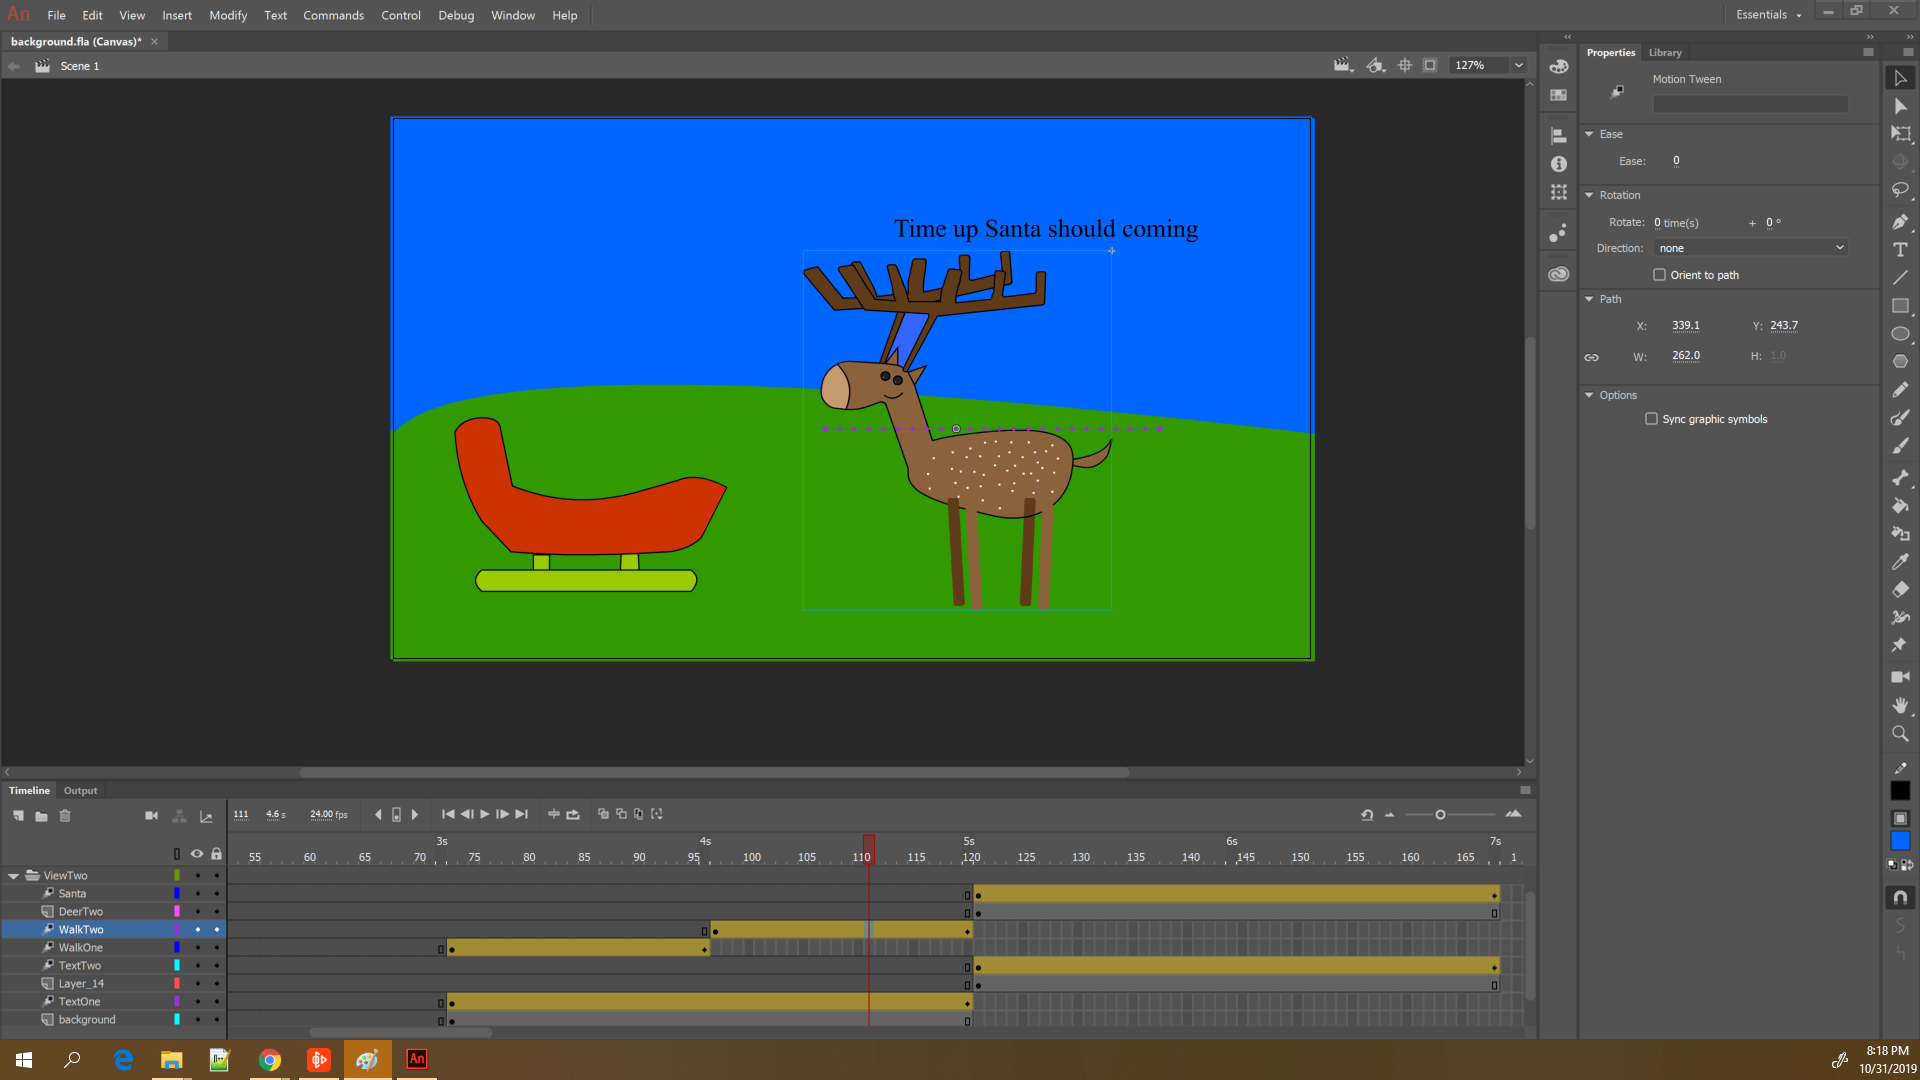 An File Edit View Insert Modify Text Commands Control Debug Window Help Essentials
background.fla (Canvas)* ×
Scene 1 127%
Properties Library
Motion Tween
Ease
Ease: 0
Rotation
Rotate: 0 time(s) + 0 °
Direction: none
Orient to path
Path
X: 339.1 Y: 243.7
W: 262.0 H: 1.0
Options
Sync graphic symbols
Time up Santa should coming
Timeline Output
111 4.6 s 24.00 fps
3s 4s 5s 6s 7s
55 60 65 70 75 80 85 90 95 100 105 110 115 120 125 130 135 140 145 150 155 160 165 1
ViewTwo
Santa
DeerTwo
WalkTwo
WalkOne
TextTwo
Layer_14
TextOne
background
An
8:18 PM
10/31/2019